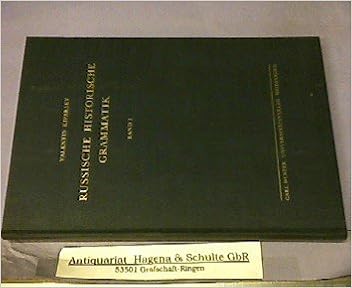 VALENTIN KIPARSKY
RUSSISCHE HISTORISCHE
GRAMMATIK
BAND I
CARL WINTER UNIVERSITÄTSVERLAG HEIDELBERG
Antiquariat Hagena & Schulte GbR
53501 Grafschaft-Ringen